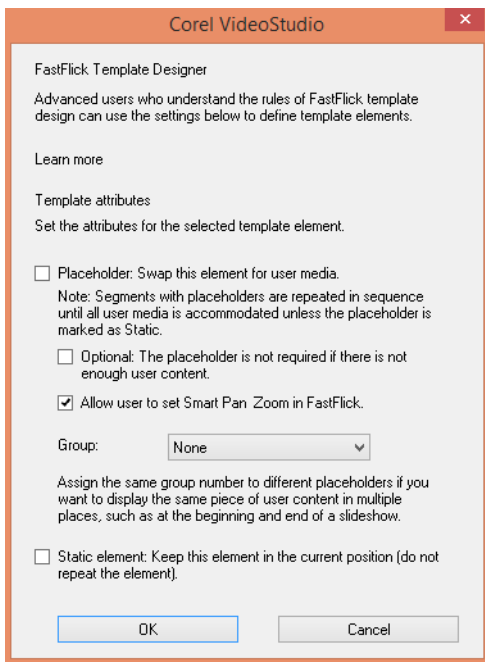 Corel VideoStudio
FastFlick Template Designer
Advanced users who understand the rules of FastFlick template
design can use the settings below to define template elements.
Learn more
Template attributes
Set the attributes for the selected template element.
Placeholder: Swap this element for user media.
Note: Segments with placeholders are repeated in sequence
until all user media is accommodated unless the placeholder is
marked as Static.
Optional: The placeholder is not required if there is not
enough user content.
Allow user to set Smart Pan Zoom in FastFlick.
Group: None
Assign the same group number to different placeholders if you
want to display the same piece of user content in multiple
places, such as at the beginning and end of a slideshow.
Static element: Keep this element in the current position (do not
repeat the element).
OK Cancel